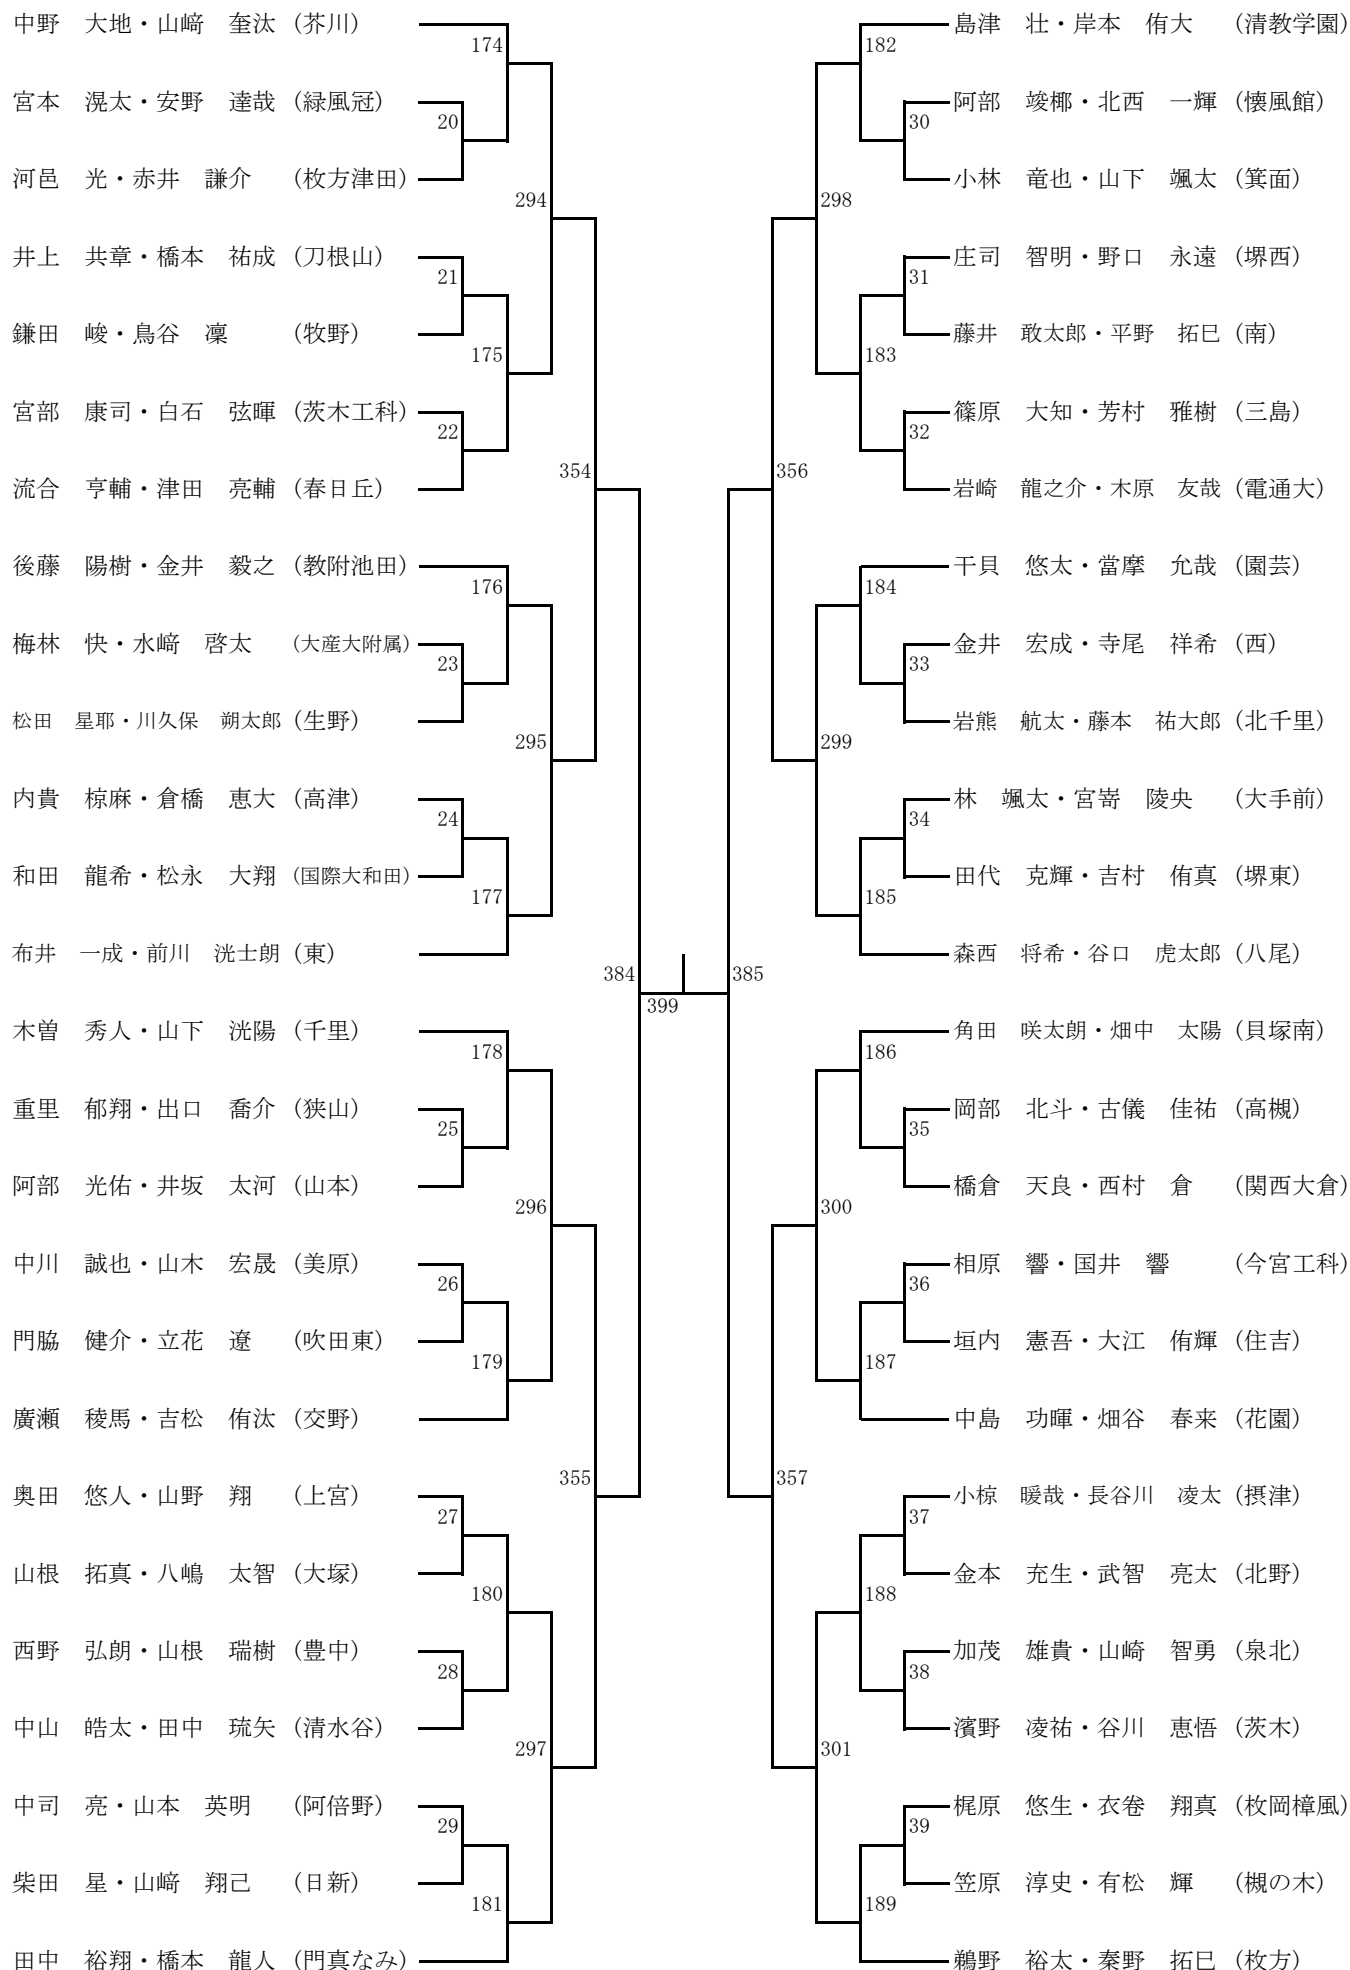 中野　大地・山﨑　奎汰（芥川）
174
宮本　滉太・安野　達哉（緑風冠）
20
河邑　光・赤井　謙介（枚方津田）
294
井上　共章・橋本　祐成（刀根山）
21
鎌田　峻・鳥谷　凜（牧野）
175
宮部　康司・白石　弦暉（茨木工科）
22
354
流合　亨輔・津田　亮輔（春日丘）
後藤　陽樹・金井　毅之（教附池田）
176
梅林　快・水﨑　啓太（大産大附属）
23
松田　星耶・川久保　朔太郎（生野）
295
内貴　椋麻・倉橋　恵大（高津）
24
和田　龍希・松永　大翔（国際大和田）
177
布井　一成・前川　洸士朗（東）
384
399
木曽　秀人・山下　洸陽（千里）
178
重里　郁翔・出口　喬介（狭山）
25
阿部　光佑・井坂　太河（山本）
296
中川　誠也・山木　宏晟（美原）
26
門脇　健介・立花　遼（吹田東）
179
廣瀬　稜馬・吉松　侑汰（交野）
355
奥田　悠人・山野　翔（上宮）
27
山根　拓真・八嶋　太智（大塚）
180
西野　弘朗・山根　瑞樹（豊中）
28
中山　皓太・田中　琉矢（清水谷）
297
中司　亮・山本　英明（阿倍野）
29
柴田　星・山﨑　翔己（日新）
181
田中　裕翔・橋本　龍人（門真なみ）
島津　壮・岸本　侑大（清教学園）
182
阿部　竣椰・北西　一輝（懐風館）
30
小林　竜也・山下　颯太（箕面）
298
庄司　智明・野口　永遠（堺西）
31
藤井　敢太郎・平野　拓巳（南）
183
篠原　大知・芳村　雅樹（三島）
32
356
岩崎　龍之介・木原　友哉（電通大）
干貝　悠太・當摩　允哉（園芸）
184
金井　宏成・寺尾　祥希（西）
33
岩熊　航太・藤本　祐大郎（北千里）
299
林　颯太・宮嵜　陵央（大手前）
34
田代　克輝・吉村　侑真（堺東）
185
森西　将希・谷口　虎太郎（八尾）
385
角田　咲太朗・畑中　太陽（貝塚南）
186
岡部　北斗・古儀　佳祐（高槻）
35
橋倉　天良・西村　倉（関西大倉）
300
相原　響・国井　響（今宮工科）
36
垣内　憲吾・大江　侑輝（住吉）
187
中島　功暉・畑谷　春来（花園）
357
小椋　暖哉・長谷川　凌太（摂津）
37
金本　充生・武智　亮太（北野）
188
加茂　雄貴・山崎　智勇（泉北）
38
濱野　凌祐・谷川　恵悟（茨木）
301
梶原　悠生・衣卷　翔真（枚岡樟風）
39
笠原　淳史・有松　輝（槻の木）
189
鵜野　裕太・秦野　拓巳（枚方）